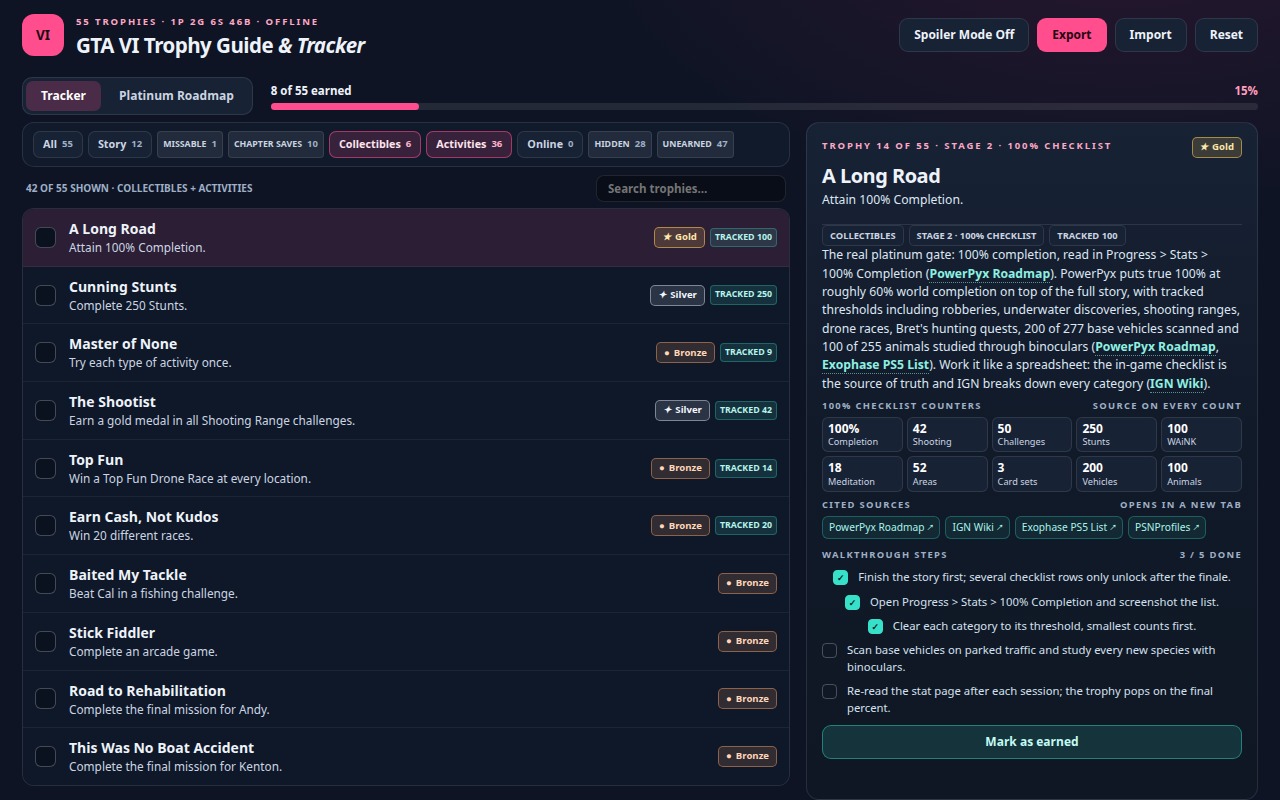 VI
55 TROPHIES · 1P 2G 6S 46B · OFFLINE
GTA VI Trophy Guide & Tracker
Spoiler Mode Off
Export
Import
Reset
Tracker
Platinum Roadmap
8 of 55 earned
15%
All 55
Story 12
MISSABLE 1
CHAPTER SAVES 10
Collectibles 6
Activities 36
Online 0
HIDDEN 28
UNEARNED 47
42 OF 55 SHOWN · COLLECTIBLES + ACTIVITIES
Search trophies...
A Long Road
Attain 100% Completion.
★ Gold
TRACKED 100
Cunning Stunts
Complete 250 Stunts.
✦ Silver
TRACKED 250
Master of None
Try each type of activity once.
● Bronze
TRACKED 9
The Shootist
Earn a gold medal in all Shooting Range challenges.
✦ Silver
TRACKED 42
Top Fun
Win a Top Fun Drone Race at every location.
● Bronze
TRACKED 14
Earn Cash, Not Kudos
Win 20 different races.
● Bronze
TRACKED 20
Baited My Tackle
Beat Cal in a fishing challenge.
● Bronze
Stick Fiddler
Complete an arcade game.
● Bronze
Road to Rehabilitation
Complete the final mission for Andy.
● Bronze
This Was No Boat Accident
Complete the final mission for Kenton.
● Bronze
TROPHY 14 OF 55 · STAGE 2 · 100% CHECKLIST
★ Gold
A Long Road
Attain 100% Completion.
COLLECTIBLES
STAGE 2 · 100% CHECKLIST
TRACKED 100
The real platinum gate: 100% completion, read in Progress > Stats >
100% Completion (PowerPyx Roadmap). PowerPyx puts true 100% at
roughly 60% world completion on top of the full story, with tracked
thresholds including robberies, underwater discoveries, shooting ranges,
drone races, Bret's hunting quests, 200 of 277 base vehicles scanned and
100 of 255 animals studied through binoculars (PowerPyx Roadmap,
Exophase PS5 List). Work it like a spreadsheet: the in-game checklist is
the source of truth and IGN breaks down every category (IGN Wiki).
100% CHECKLIST COUNTERS
SOURCE ON EVERY COUNT
100%
Completion
42
Shooting
50
Challenges
250
Stunts
100
WAiNK
18
Meditation
52
Areas
3
Card sets
200
Vehicles
100
Animals
CITED SOURCES
OPENS IN A NEW TAB
PowerPyx Roadmap ↗
IGN Wiki ↗
Exophase PS5 List ↗
PSNProfiles ↗
WALKTHROUGH STEPS
3 / 5 DONE
Finish the story first; several checklist rows only unlock after the finale.
Open Progress > Stats > 100% Completion and screenshot the list.
Clear each category to its threshold, smallest counts first.
Scan base vehicles on parked traffic and study every new species with
binoculars.
Re-read the stat page after each session; the trophy pops on the final
percent.
Mark as earned